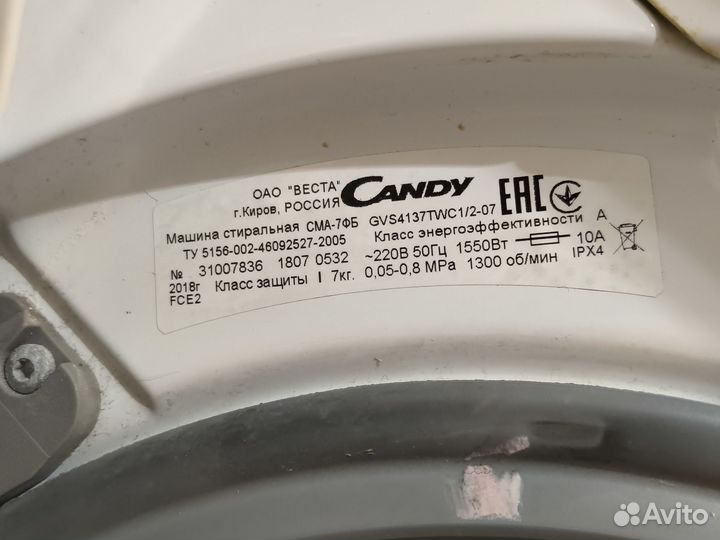 ОАО "ВЕСТА"
г.Киров, РОССИЯ
CANDY
EAC
Машина стиральная СМА-7ФБ GVS4137TWC1/2-07
ТУ 5156-002-46092527-2005 Класс энергоэффективности А
№ 31007836 1807 0532 ~220В 50Гц 1550Вт 10А
2018г Класс защиты I 7кг. 0,05-0,8 MPa 1300 об/мин IPX4
FCE2
Avito